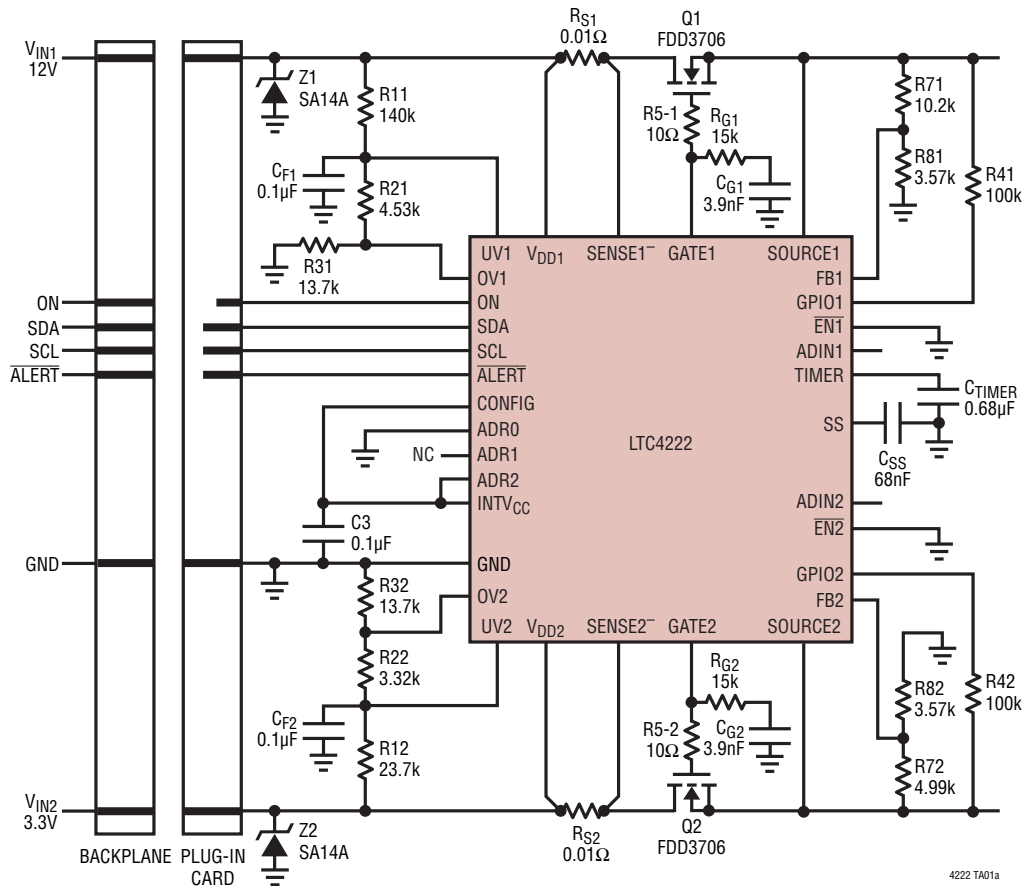 V_IN1
12V
BACKPLANE
PLUG-IN
CARD
Z1
SA14A
R11
140k
C_F1
0.1µF
R21
4.53k
R31
13.7k
R_S1
0.01Ω
Q1
FDD3706
R5-1
10Ω
R_G1
15k
C_G1
3.9nF
R71
10.2k
R81
3.57k
R41
100k
ON
SDA
SCL
ALERT
GND
UV1
V_DD1
SENSE1⁻
GATE1
SOURCE1
OV1
ON
SDA
SCL
ALERT
CONFIG
ADR0
NC
ADR1
ADR2
INTV_CC
GND
OV2
UV2
V_DD2
SENSE2⁻
GATE2
SOURCE2
LTC4222
FB1
GPIO1
EN1
ADIN1
TIMER
SS
ADIN2
EN2
GPIO2
FB2
C_TIMER
0.68µF
C_SS
68nF
C3
0.1µF
R32
13.7k
R22
3.32k
C_F2
0.1µF
R12
23.7k
R_G2
15k
R5-2
10Ω
C_G2
3.9nF
R82
3.57k
R42
100k
R72
4.99k
V_IN2
3.3V
Z2
SA14A
R_S2
0.01Ω
Q2
FDD3706
4222 TA01a